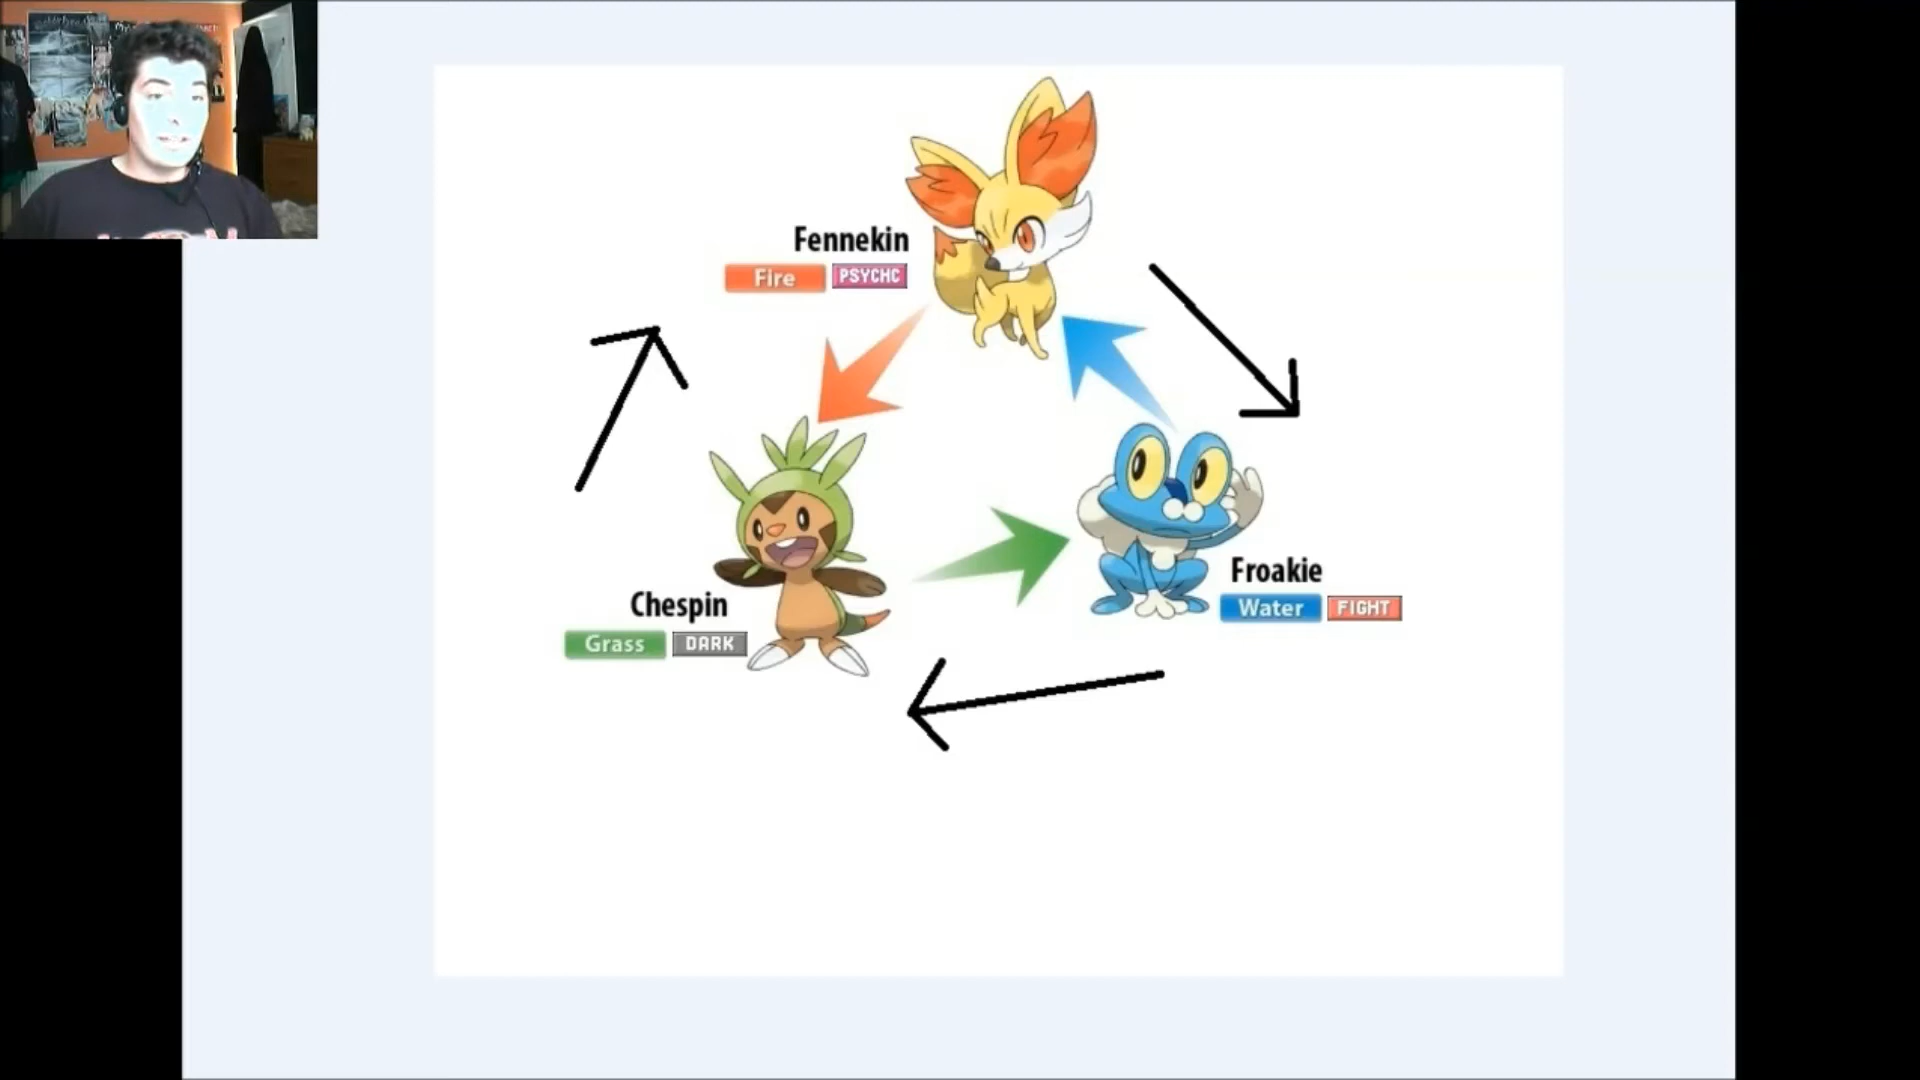 Fennekin
Fire PSYCHC
Chespin
Grass DARK
Froakie
Water FIGHT